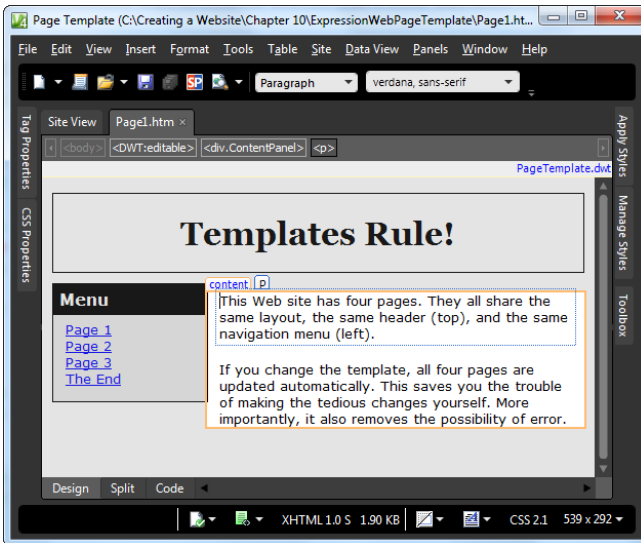 Page Template (C:\Creating a Website\Chapter 10\ExpressionWebPageTemplate\Page1.ht...
File Edit View Insert Format Tools Table Site Data View Panels Window Help
SP Paragraph verdana, sans-serif
Site View Page1.htm ×
<body> <DWT:editable> <div.ContentPanel> <p>
PageTemplate.dwt
Tag Properties
CSS Properties
Apply Styles
Manage Styles
Toolbox
Templates Rule!
content P
Menu
Page 1
Page 2
Page 3
The End
This Web site has four pages. They all share the
same layout, the same header (top), and the same
navigation menu (left).
If you change the template, all four pages are
updated automatically. This saves you the trouble
of making the tedious changes yourself. More
importantly, it also removes the possibility of error.
Design Split Code
XHTML 1.0 S 1.90 KB CSS 2.1 539 x 292